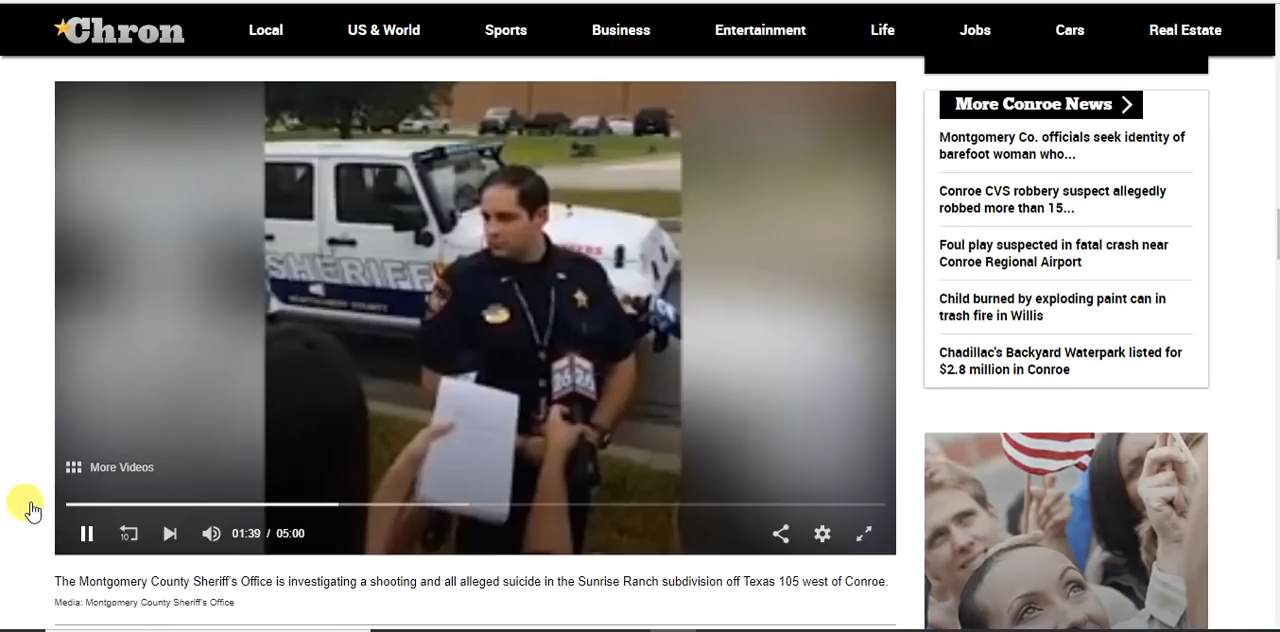 Chron
Local
US & World
Sports
Business
Entertainment
Life
Jobs
Cars
Real Estate
More Conroe News
Montgomery Co. officials seek identity of
barefoot woman who...
Conroe CVS robbery suspect allegedly
robbed more than 15...
Foul play suspected in fatal crash near
Conroe Regional Airport
Child burned by exploding paint can in
trash fire in Willis
Chadillac's Backyard Waterpark listed for
$2.8 million in Conroe
SHERIFF
MONTGOMERY COUNTY
More Videos
10
01:39 / 05:00
The Montgomery County Sheriff's Office is investigating a shooting and all alleged suicide in the Sunrise Ranch subdivision off Texas 105 west of Conroe.
Media: Montgomery County Sheriff's Office